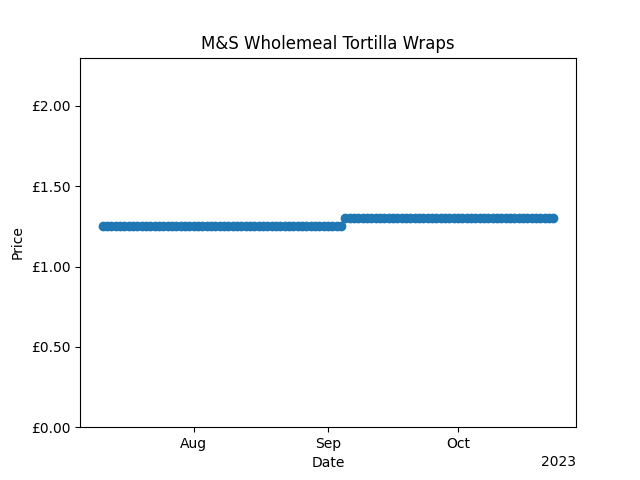 M&S Wholemeal Tortilla Wraps
£2.00
£1.50
£1.00
£0.50
£0.00
Price
Aug Sep Oct
Date
2023